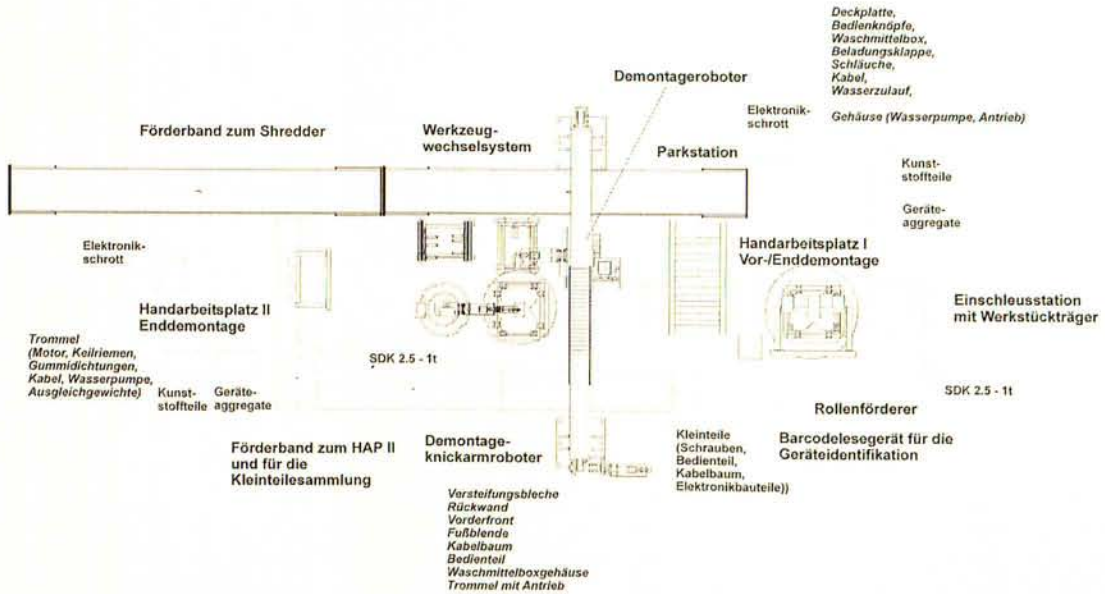 Deckplatte,
Bedienknöpfe,
Waschmittelbox,
Beladungsklappe,
Schläuche,
Kabel,
Wasserzulauf,
Gehäuse (Wasserpumpe, Antrieb)
Demontageroboter
Elektronik-
schrott
Förderband zum Shredder
Werkzeug-
wechselsystem
Parkstation
Kunst-
stoffteile
Geräte-
aggregate
Elektronik-
schrott
Handarbeitsplatz I
Vor-/Enddemontage
Handarbeitsplatz II
Enddemontage
Einschleusstation
mit Werkstückträger
Trommel
(Motor, Keilriemen,
Gummidichtungen,
Kabel, Wasserpumpe,
Ausgleichgewichte)
Kunst-
stoffteile
Geräte-
aggregate
SDK 2.5 - 1t
SDK 2.5 - 1t
Rollenförderer
Förderband zum HAP II
und für die
Kleinteilesammlung
Demontage-
knickarmroboter
Kleinteile
(Schrauben,
Bedienteil,
Kabelbaum,
Elektronikbauteile))
Barcodelesegerät für die
Geräteidentifikation
Versteifungsbleche
Rückwand
Vorderfront
Fußblende
Kabelbaum
Bedienteil
Waschmittelboxgehäuse
Trommel mit Antrieb